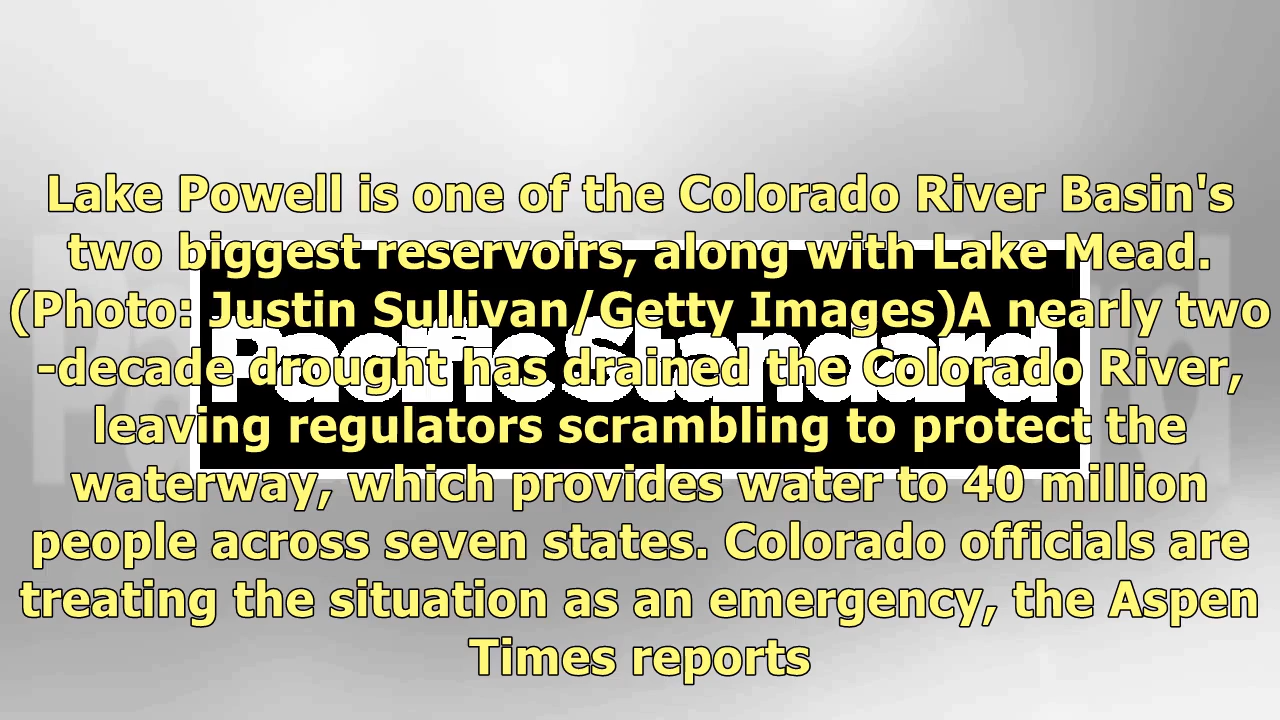 Lake Powell is one of the Colorado River Basin's
two biggest reservoirs, along with Lake Mead.
(Photo: Justin Sullivan/Getty Images)A nearly two
-decade drought has drained the Colorado River,
leaving regulators scrambling to protect the
waterway, which provides water to 40 million
people across seven states. Colorado officials are
treating the situation as an emergency, the Aspen
Times reports
Pacific Standard